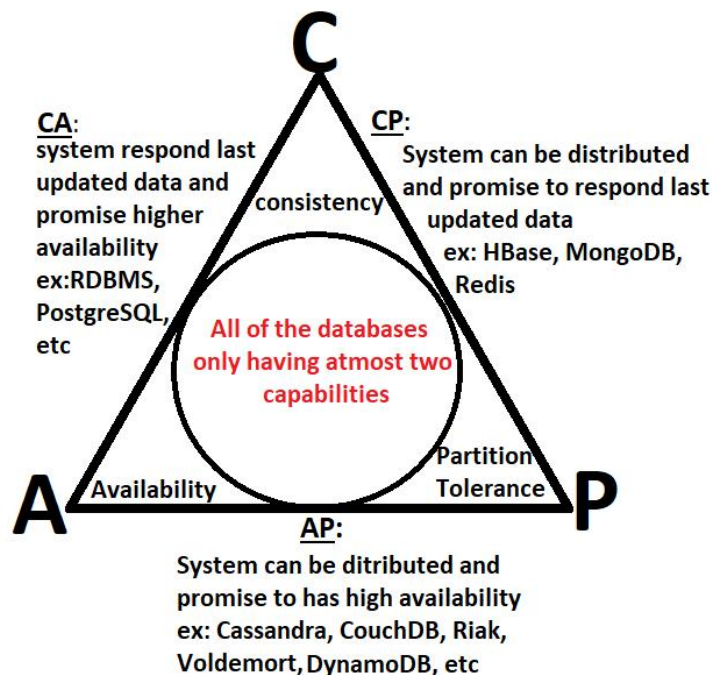 C
CA:
system respond last
updated data and
promise higher
availability
ex:RDBMS,
PostgreSQL,
etc
CP:
System can be distributed
and promise to respond last
updated data
ex: HBase, MongoDB,
Redis
consistency
All of the databases
only having atmost two
capabilities
A
Availability
Partition
Tolerance
P
AP:
System can be ditributed and
promise to has high availability
ex: Cassandra, CouchDB, Riak,
Voldemort, DynamoDB, etc